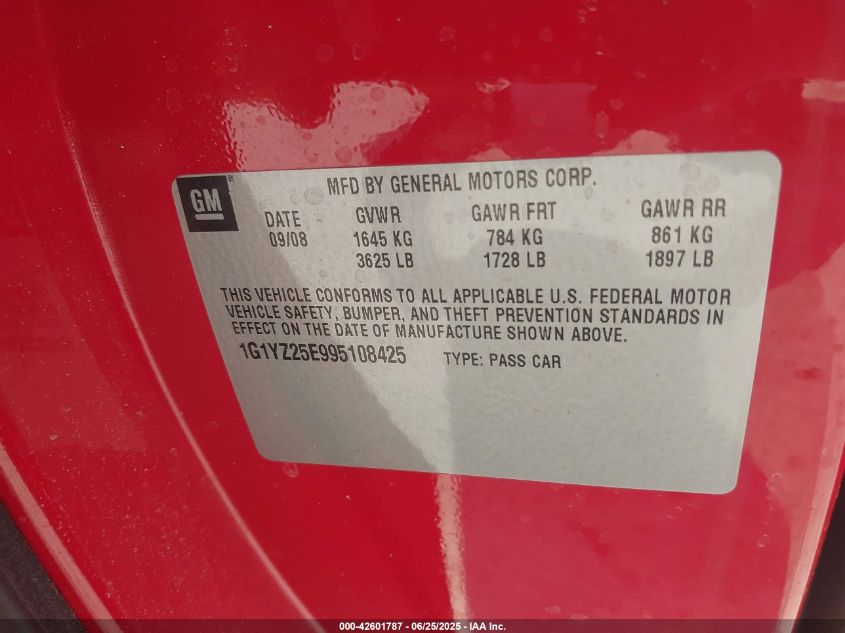 GM ®
MFD BY GENERAL MOTORS CORP.
DATE GVWR GAWR FRT GAWR RR
09/08 1645 KG 784 KG 861 KG
3625 LB 1728 LB 1897 LB
THIS VEHICLE CONFORMS TO ALL APPLICABLE U.S. FEDERAL MOTOR
VEHICLE SAFETY, BUMPER, AND THEFT PREVENTION STANDARDS IN
EFFECT ON THE DATE OF MANUFACTURE SHOWN ABOVE.
1G1YZ25E995108425 TYPE: PASS CAR
000-42601787 - 06/25/2025 - IAA Inc.